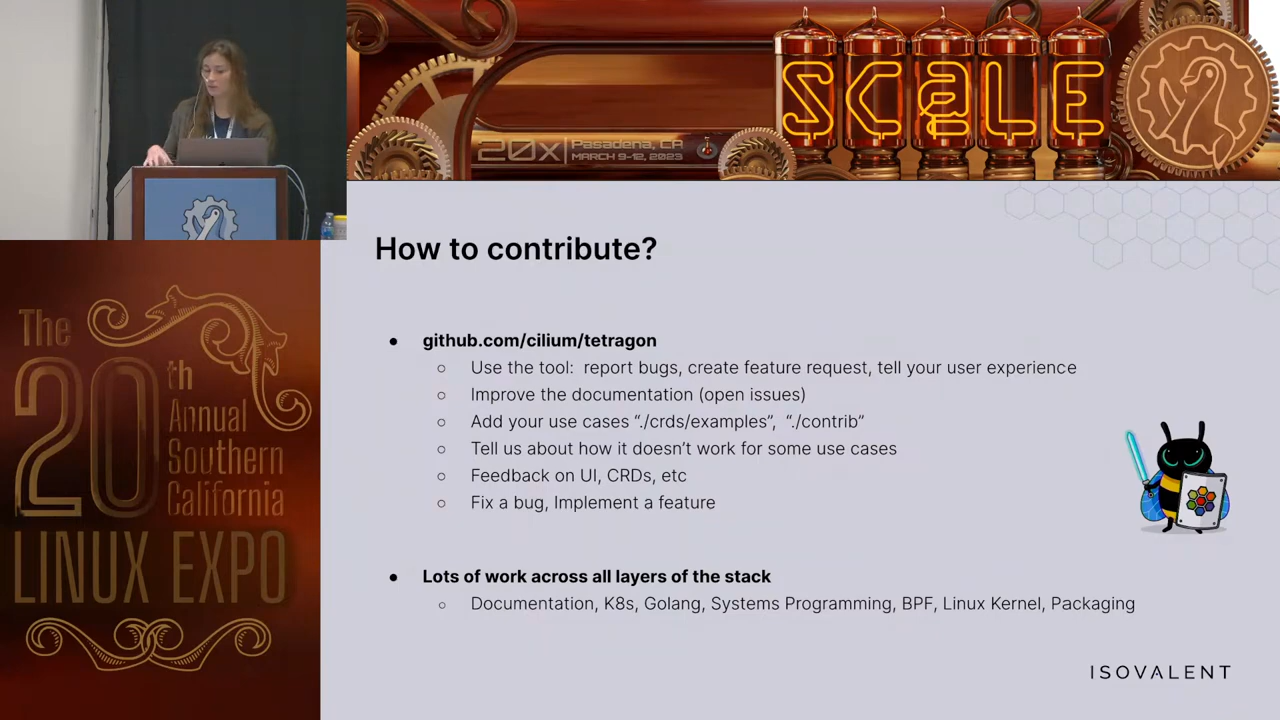 SCaLE
20x
Pasadena, CA
MARCH 9-12, 2023
The
20th
Annual
Southern
California
LINUX EXPO
How to contribute?
● github.com/cilium/tetragon
○ Use the tool: report bugs, create feature request, tell your user experience
○ Improve the documentation (open issues)
○ Add your use cases “./crds/examples”, “./contrib”
○ Tell us about how it doesn’t work for some use cases
○ Feedback on UI, CRDs, etc
○ Fix a bug, Implement a feature
● Lots of work across all layers of the stack
○ Documentation, K8s, Golang, Systems Programming, BPF, Linux Kernel, Packaging
ISOVALENT